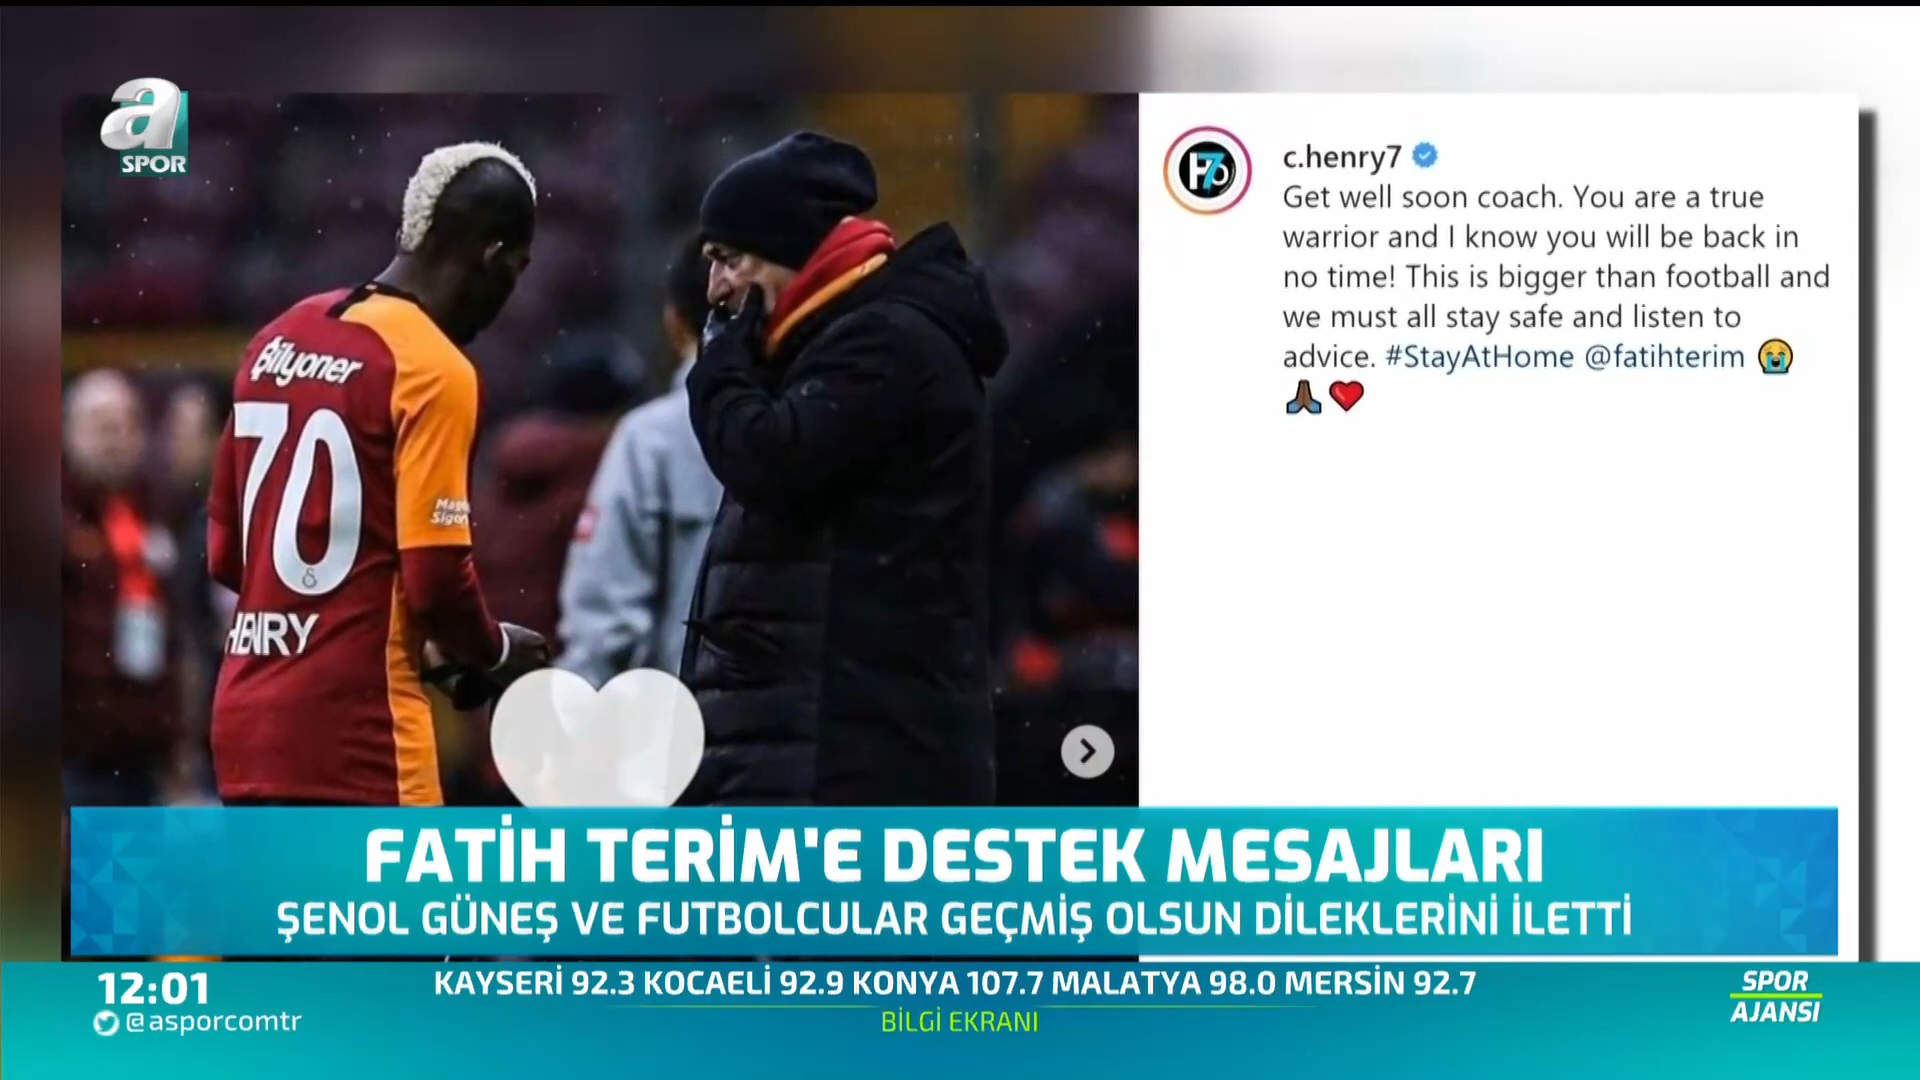 a
SPOR
Bilyoner
70
HENRY
c.henry7
Get well soon coach. You are a true
warrior and I know you will be back in
no time! This is bigger than football and
we must all stay safe and listen to
advice. #StayAtHome @fatihterim 😭
🙏🏾❤️
FATİH TERİM'E DESTEK MESAJLARI
ŞENOL GÜNEŞ VE FUTBOLCULAR GEÇMİŞ OLSUN DİLEKLERİNİ İLETTİ
12:01
@asporcomtr
KAYSERİ 92.3 KOCAELİ 92.9 KONYA 107.7 MALATYA 98.0 MERSİN 92.7
BİLGİ EKRANI
SPOR
AJANSI